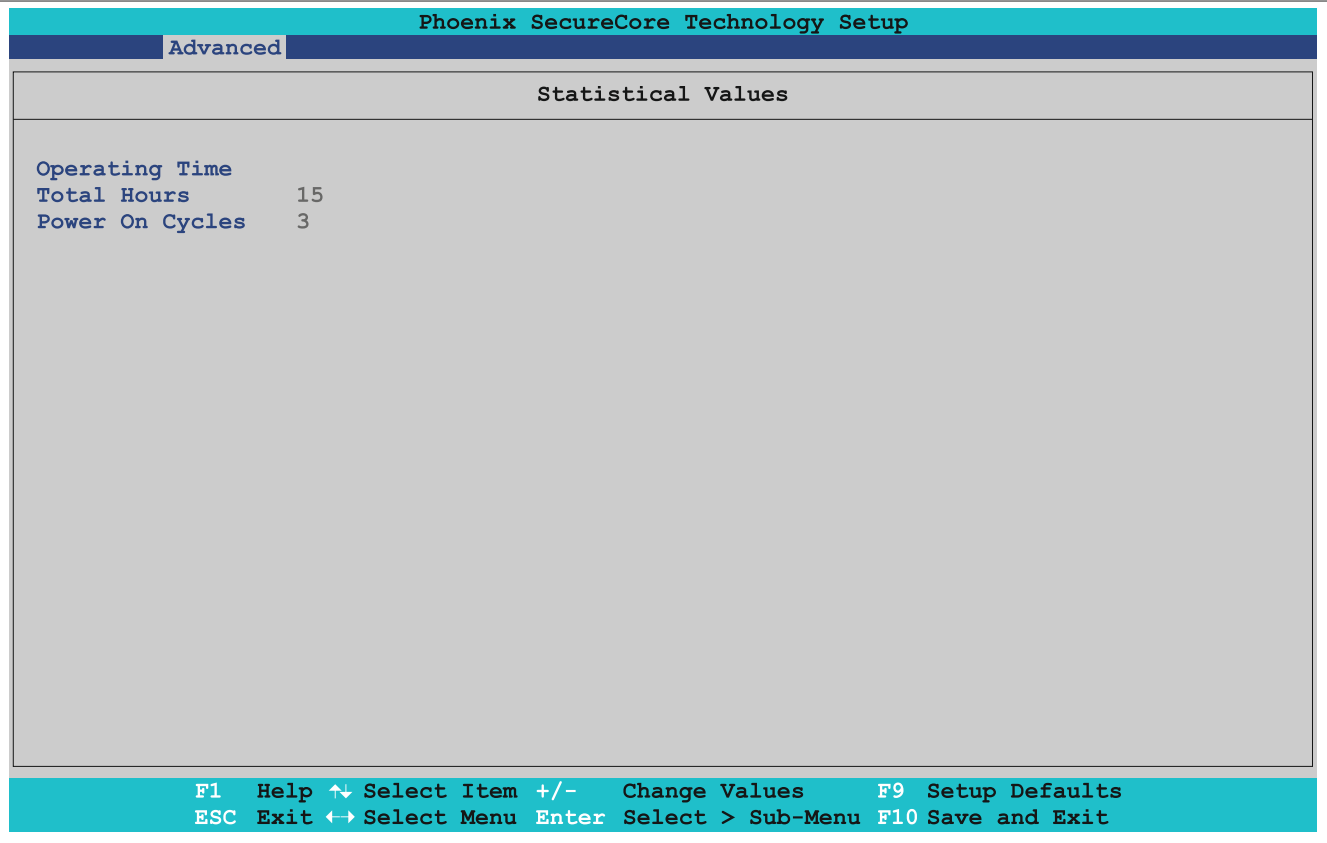 Phoenix SecureCore Technology Setup
Advanced
Statistical Values
Operating Time
Total Hours 15
Power On Cycles 3
F1 Help ↑↓ Select Item +/- Change Values F9 Setup Defaults
ESC Exit ←→ Select Menu Enter Select > Sub-Menu F10 Save and Exit